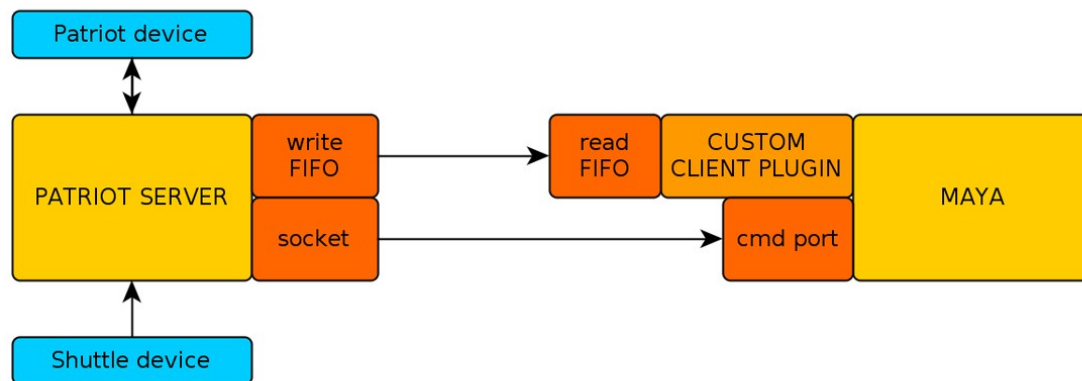 Patriot device
PATRIOT SERVER
write
FIFO
socket
read
FIFO
CUSTOM
CLIENT PLUGIN
cmd port
MAYA
Shuttle device